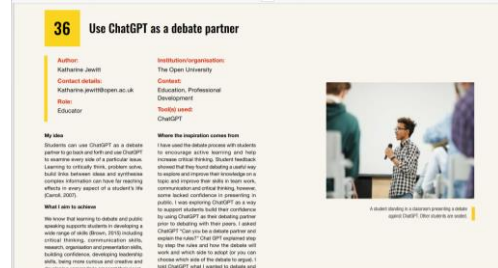 36 Use ChatGPT as a debate partner
Author:
Katharine Jewitt
Contact details:
Katharine.jewitt@open.ac.uk
Role:
Educator
Institution/organisation:
The Open University
Context:
Education, Professional
Development
Tool(s) used:
ChatGPT
My idea
Students can use ChatGPT as a debate
partner to go back and forth and use ChatGPT
to examine every side of a particular issue.
Learning to critically think, problem solve,
build links between ideas and synthesise
complex information can have far reaching
effects in every aspect of a student's life
(Carroll, 2007).
What I aim to achieve
We know that learning to debate and public
speaking supports students in developing a
wide range of skills (Brown, 2015) including
critical thinking, communication skills,
research, organisation and presentation skills,
building confidence, developing leadership
skills, being more curious and creative and
Where the inspiration comes from
I have used the debate process with students
to encourage active learning and help
increase critical thinking. Student feedback
showed that they found debating a useful way
to explore and improve their knowledge on a
topic and improve their skills in team work,
communication and critical thinking, however,
some lacked confidence in presenting in
public. I was exploring ChatGPT as a way
to support students build their confidence
by using ChatGPT as their debating partner
prior to debating with their peers. I asked
ChatGPT "Can you be a debate partner and
explain the rules?" Chat GPT explained step
by step the rules and how the debate will
work and which side to adopt (or you can
choose which side of the debate to argue). I
told ChatGPT what I wanted to debate and
A student standing in a classroom presenting a debate
against ChatGPT. Other students are seated.